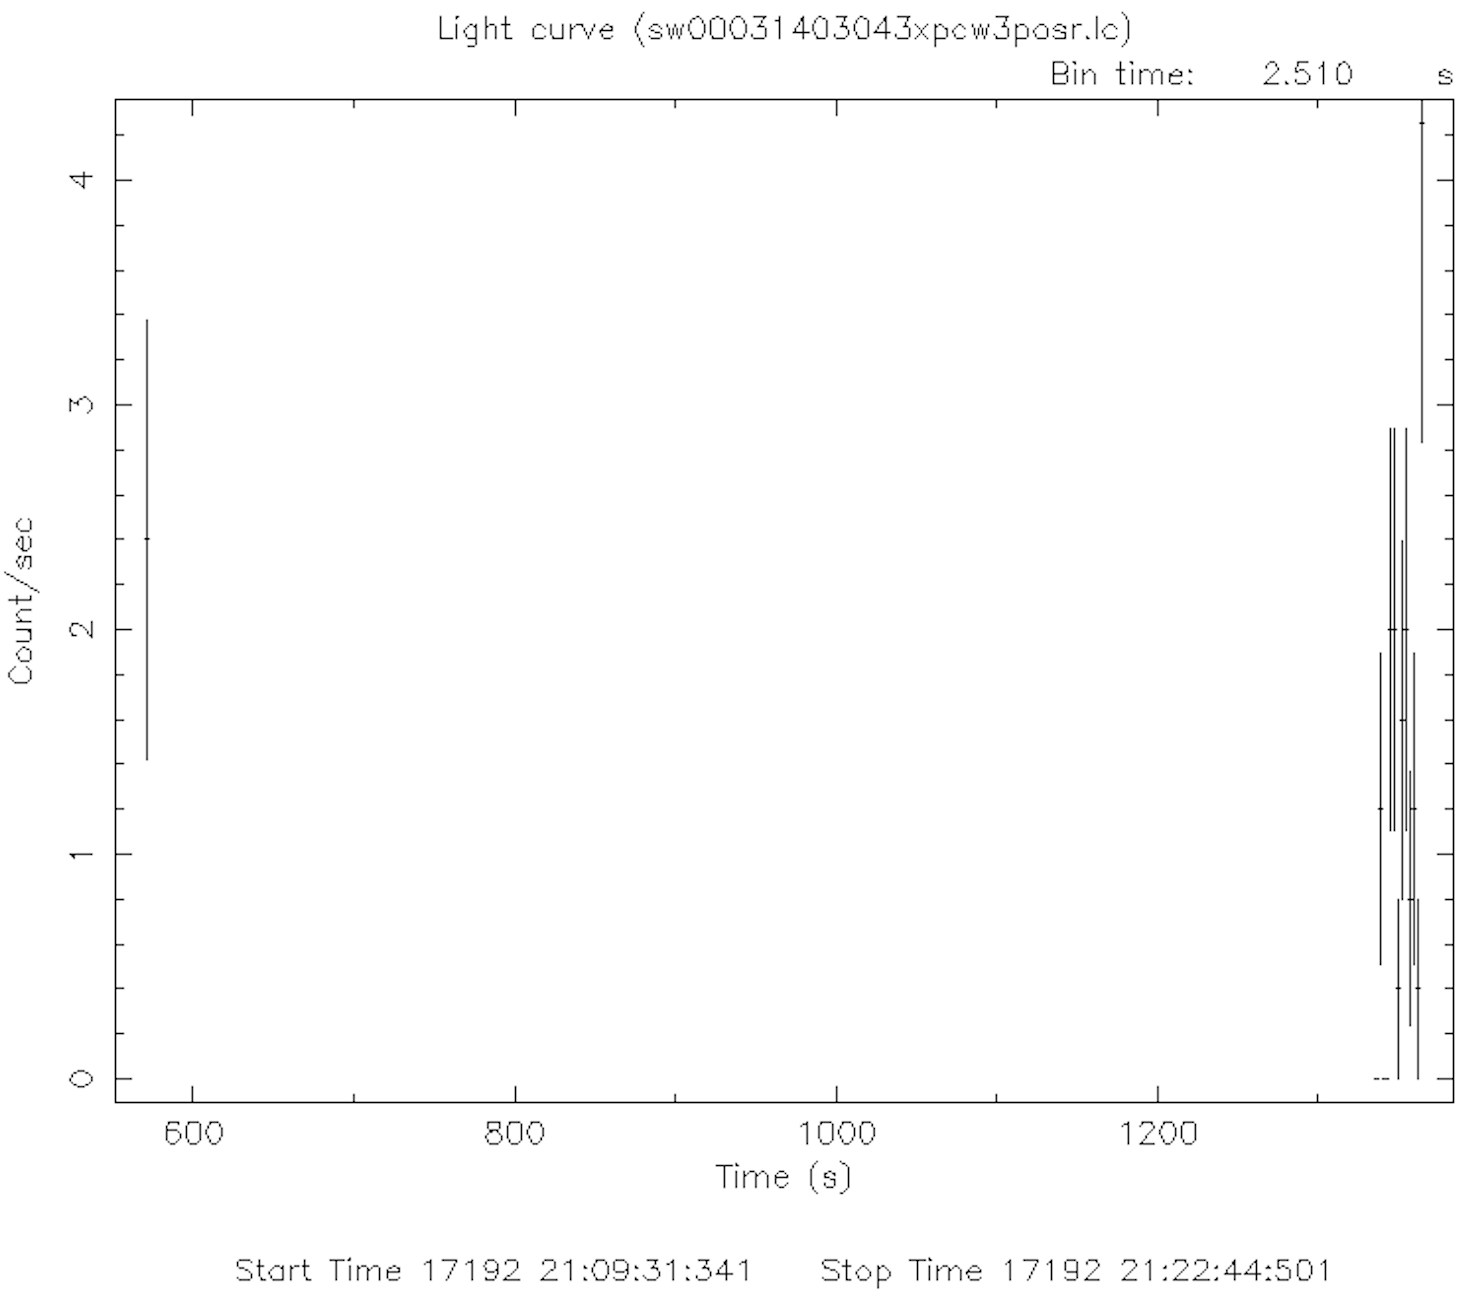 Light curve (sw00031403043xpcw3posr.lc)
Bin time: 2.510 s
4
3
2
1
0
Count/sec
600 800 1000 1200
Time (s)
Start Time 17192 21:09:31:341 Stop Time 17192 21:22:44:501